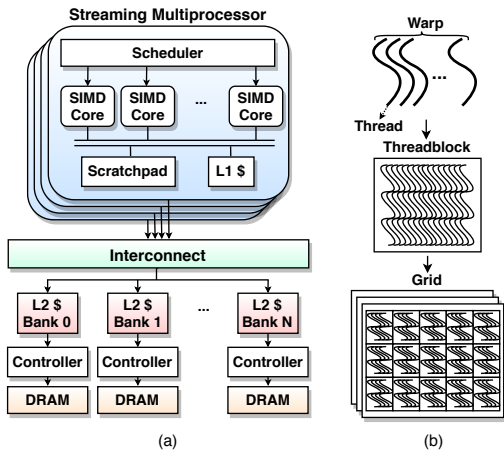 Streaming Multiprocessor
Scheduler
SIMD Core SIMD Core ... SIMD Core
Scratchpad L1 $
Interconnect
L2 $ Bank 0 L2 $ Bank 1 ... L2 $ Bank N
Controller Controller Controller
DRAM DRAM DRAM
(a)
Warp
...
Thread
Threadblock
Grid
(b)